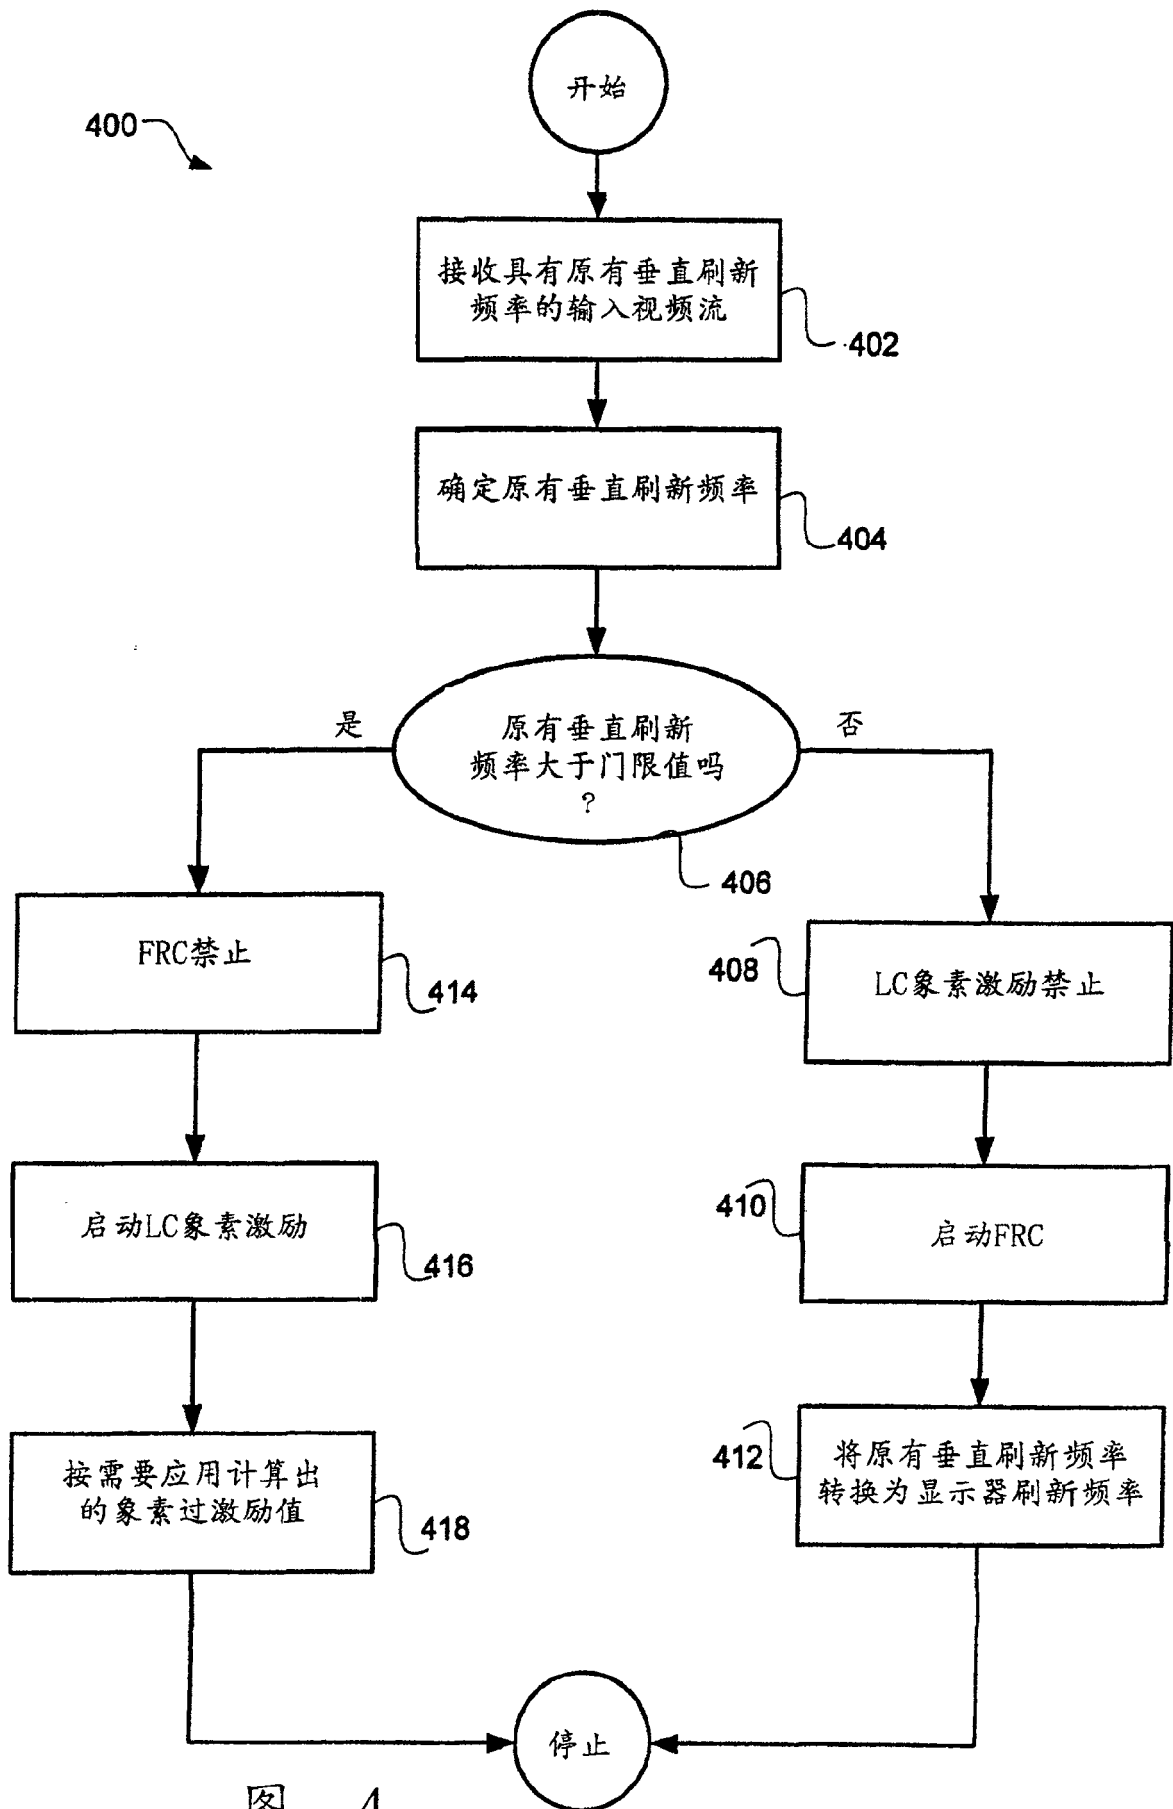 开始
400
接收具有原有垂直刷新
频率的输入视频流
402
确定原有垂直刷新频率
404
是
原有垂直刷新
频率大于门限值吗
?
否
406
FRC禁止
414
408
LC象素激励禁止
启动LC象素激励
416
410
启动FRC
按需要应用计算出
的象素过激励值
418
412
将原有垂直刷新频率
转换为显示器刷新频率
停止
图 4